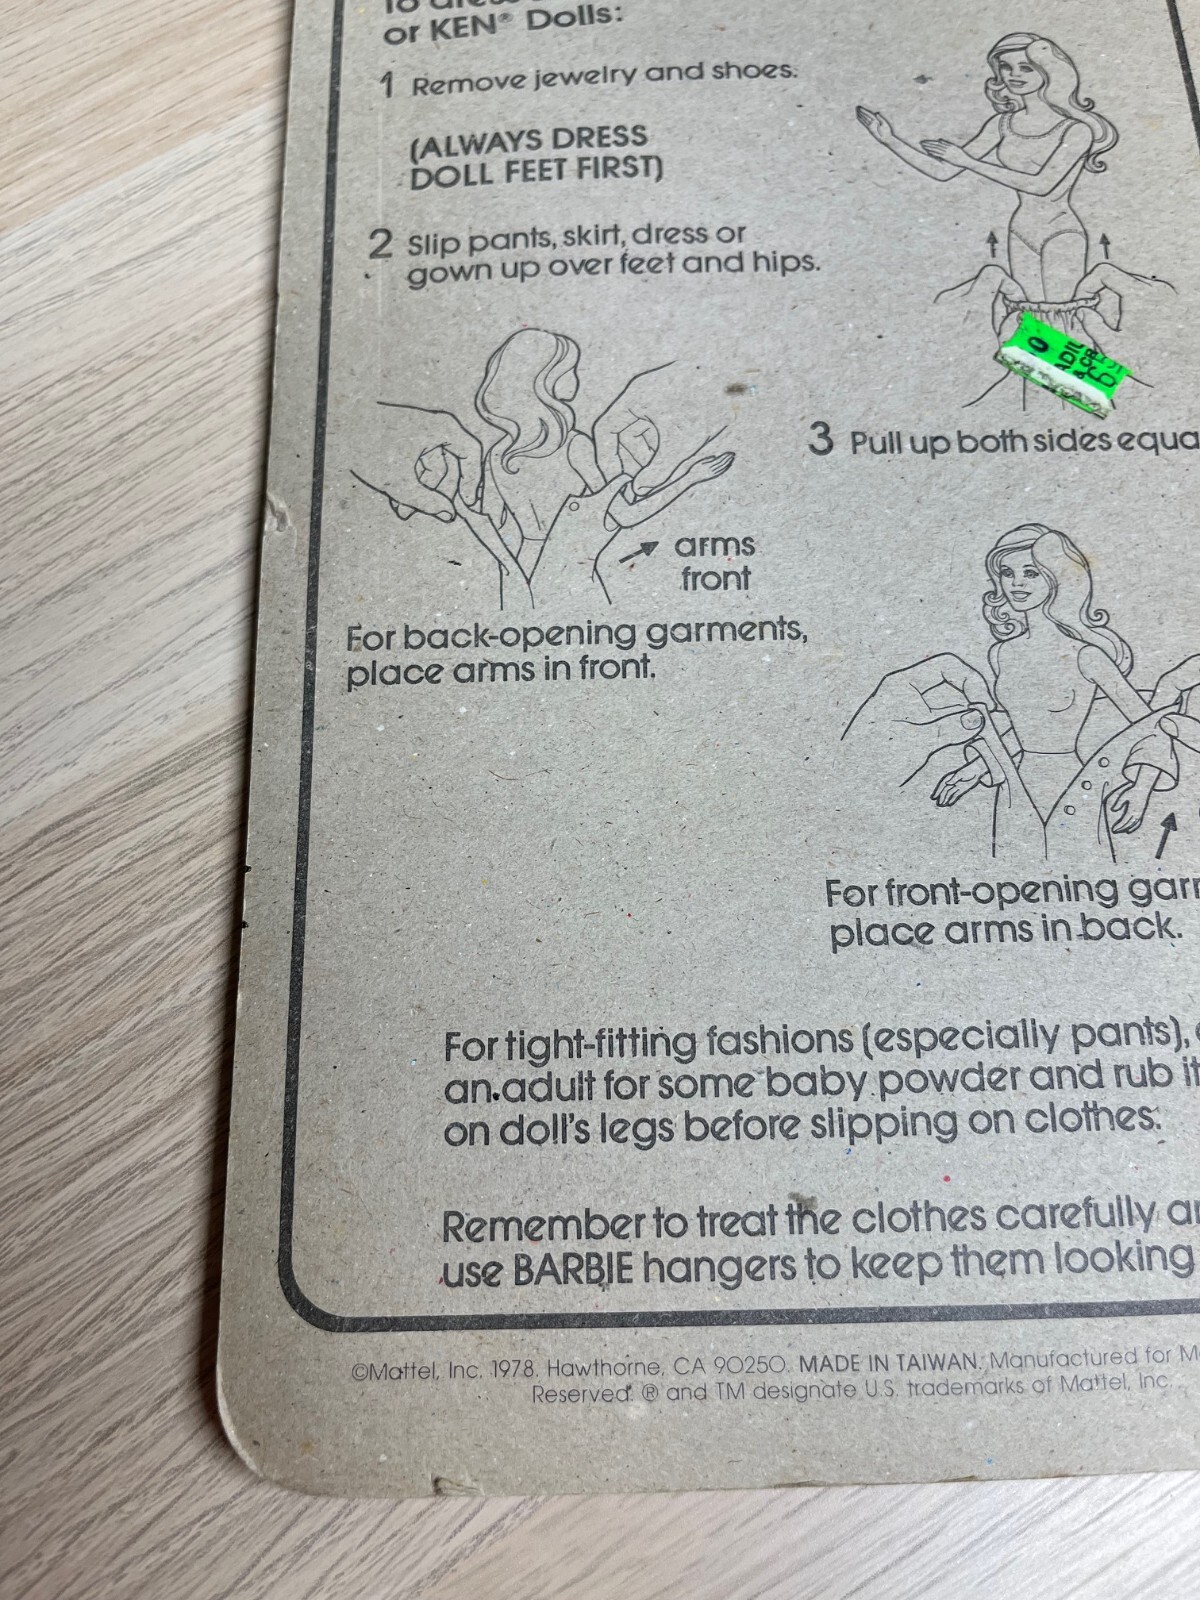 or KEN® Dolls:
1 Remove jewelry and shoes.
(ALWAYS DRESS
DOLL FEET FIRST)
2 Slip pants, skirt, dress or
gown up over feet and hips.
3 Pull up both sides
arms
front
For back-opening garments,
place arms in front.
For front-opening
place arms in back.
For tight-fitting fashions (especially pants),
an adult for some baby powder and rub it
on doll's legs before slipping on clothes.
Remember to treat the clothes carefully
use BARBIE hangers to keep them looking
©Mattel, Inc. 1978. Hawthorne, CA 90250. MADE IN TAIWAN. Manufactured for
Reserved. ® and TM designate U.S. trademarks of Mattel, Inc.